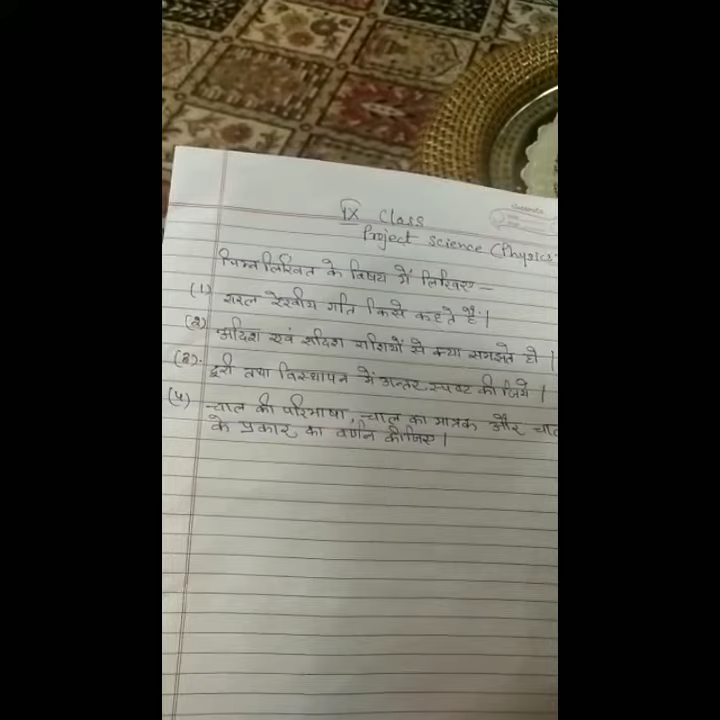 IX Class
Project science (Physics
निम्नलिखित के विषय में लिखिए –
(1) सरल रेखीय गति किसे कहते हैं।
(2) अदिश एवं सदिश राशियों से क्या समझते हो।
(3). दूरी तथा विस्थापन में अन्तर स्पष्ट कीजिये।
(4) चाल की परिभाषा, चाल का मात्रक और चाल
के प्रकार का वर्णन कीजिए।